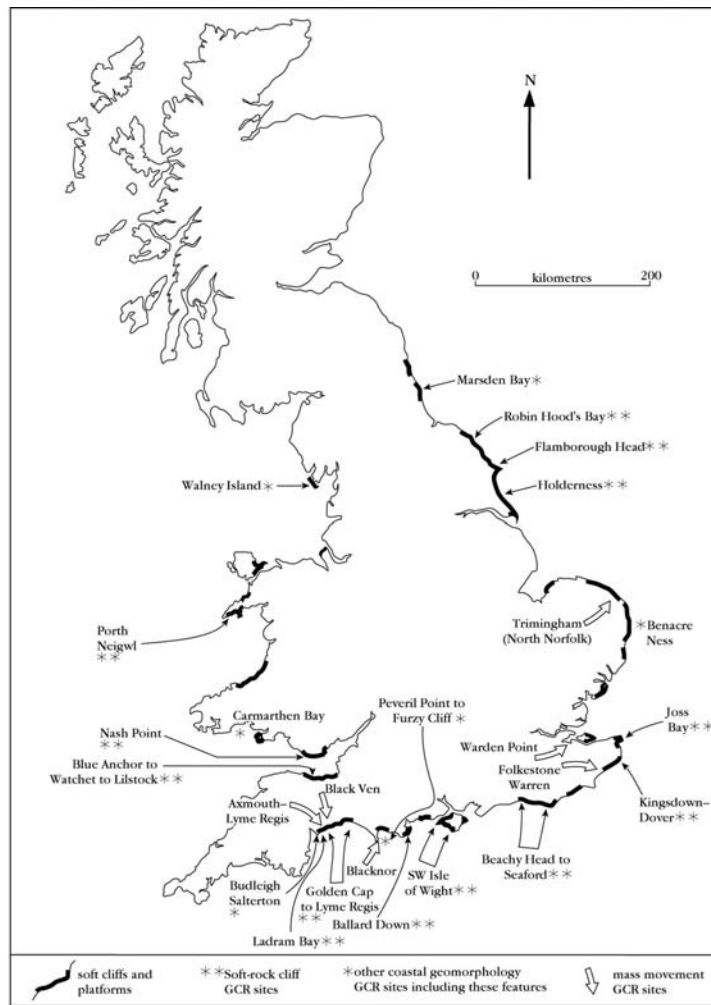 N
0
kilometres
200
Marsden Bay*
Robin Hood's Bay**
Flamborough Head**
Holderness**
Walney Island*
Trimingham
(North Norfolk)
*Benacre
Ness
Porth
Neigwl
**
Peveril Point to
Furzy Cliff *
Carmarthen Bay
*
Joss
Bay**
Nash Point
**
Warden Point
Blue Anchor to
Watchet to Lilstock**
Folkestone
Warren
Black Ven
Axmouth–
Lyme Regis
Kingsdown–
Dover**
*
Blacknor
SW Isle
of Wight**
Beachy Head to
Seaford**
Budleigh
Salterton
*
Golden Cap
to Lyme Regis
**
Ballard Down**
Ladram Bay**
soft cliffs and
platforms
**Soft-rock cliff
GCR sites
*other coastal geomorphology
GCR sites including these features
mass movement
GCR sites